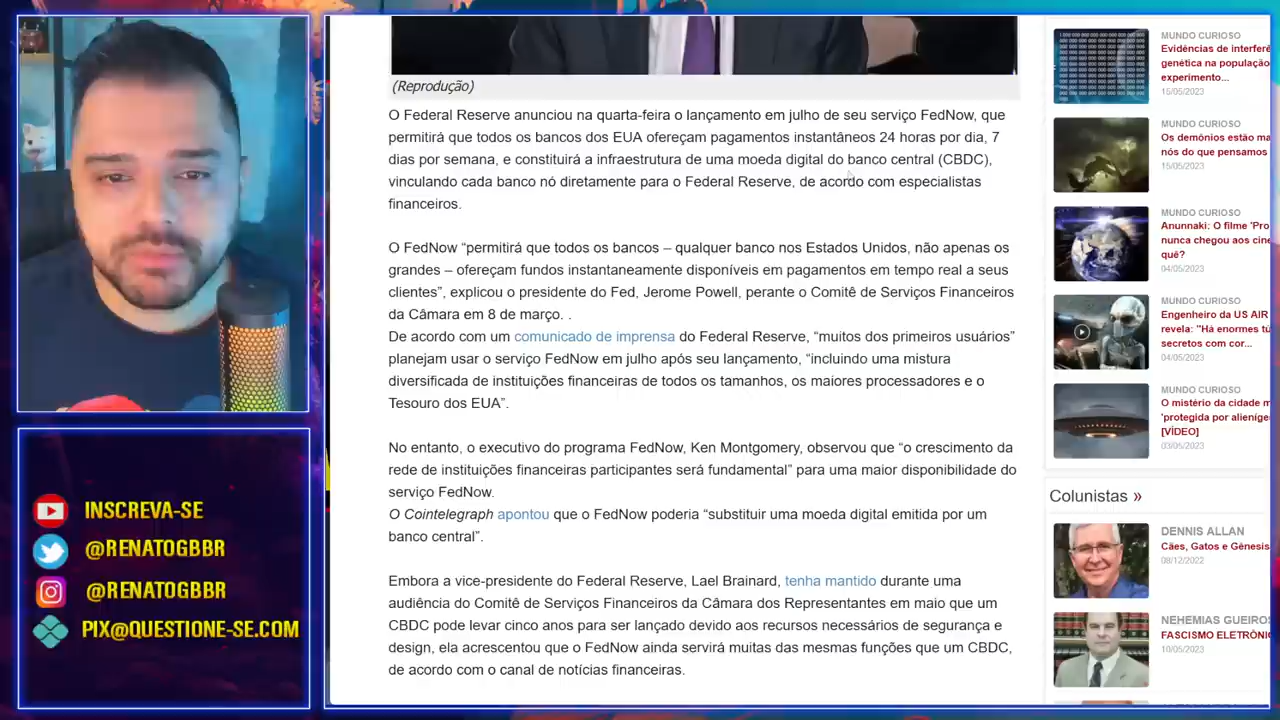 (Reprodução)
O Federal Reserve anunciou na quarta-feira o lançamento em julho de seu serviço FedNow, que
permitirá que todos os bancos dos EUA ofereçam pagamentos instantâneos 24 horas por dia, 7
dias por semana, e constituirá a infraestrutura de uma moeda digital do banco central (CBDC),
vinculando cada banco nó diretamente para o Federal Reserve, de acordo com especialistas
financeiros.
O FedNow “permitirá que todos os bancos – qualquer banco nos Estados Unidos, não apenas os
grandes – ofereçam fundos instantaneamente disponíveis em pagamentos em tempo real a seus
clientes”, explicou o presidente do Fed, Jerome Powell, perante o Comitê de Serviços Financeiros
da Câmara em 8 de março. .
De acordo com um comunicado de imprensa do Federal Reserve, “muitos dos primeiros usuários”
planejam usar o serviço FedNow em julho após seu lançamento, “incluindo uma mistura
diversificada de instituições financeiras de todos os tamanhos, os maiores processadores e o
Tesouro dos EUA”.
No entanto, o executivo do programa FedNow, Ken Montgomery, observou que “o crescimento da
rede de instituições financeiras participantes será fundamental” para uma maior disponibilidade do
serviço FedNow.
O Cointelegraph apontou que o FedNow poderia “substituir uma moeda digital emitida por um
banco central”.
Embora a vice-presidente do Federal Reserve, Lael Brainard, tenha mantido durante uma
audiência do Comitê de Serviços Financeiros da Câmara dos Representantes em maio que um
CBDC pode levar cinco anos para ser lançado devido aos recursos necessários de segurança e
design, ela acrescentou que o FedNow ainda servirá muitas das mesmas funções que um CBDC,
de acordo com o canal de notícias financeiras.
MUNDO CURIOSO
Evidências de interferê
genética na população
experimento...
15/05/2023
MUNDO CURIOSO
Os demônios estão ma
nós do que pensamos
15/05/2023
MUNDO CURIOSO
Anunnaki: O filme 'Pro
nunca chegou aos cine
quê?
04/05/2023
MUNDO CURIOSO
Engenheiro da US AIR
revela: "Há enormes tú
secretos com cor...
04/05/2023
MUNDO CURIOSO
O mistério da cidade m
'protegida por alieníge
[VÍDEO]
03/05/2023
Colunistas »
DENNIS ALLAN
Cães, Gatos e Gênesis
08/12/2022
NEHEMIAS GUEIROS
FASCISMO ELETRÔNI
10/05/2023
INSCREVA-SE
@RENATOGBBR
@RENATOGBBR
PIX@QUESTIONE-SE.COM